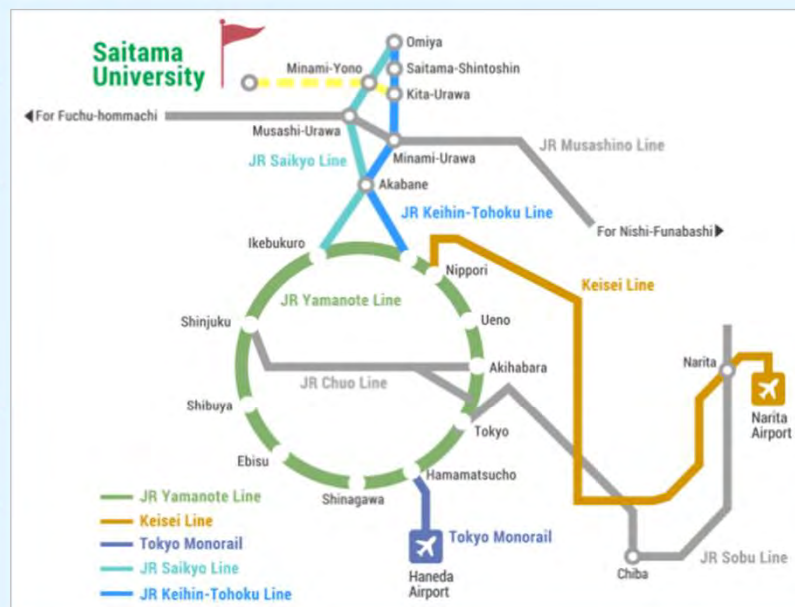 Saitama
University
Omiya
Minami-Yono
Saitama-Shintoshin
Kita-Urawa
For Fuchu-hommachi
Musashi-Urawa
JR Musashino Line
Minami-Urawa
JR Saikyo Line
Akabane
JR Keihin-Tohoku Line
For Nishi-Funabashi
Ikebukuro
Nippori
Keisei Line
JR Yamanote Line
Shinjuku
Ueno
Akihabara
Narita
JR Chuo Line
Shibuya
Tokyo
Narita
Airport
Ebisu
Hamamatsucho
Shinagawa
JR Yamanote Line
Keisei Line
Tokyo Monorail
JR Saikyo Line
JR Keihin-Tohoku Line
Tokyo Monorail
Haneda
Airport
Chiba
JR Sobu Line